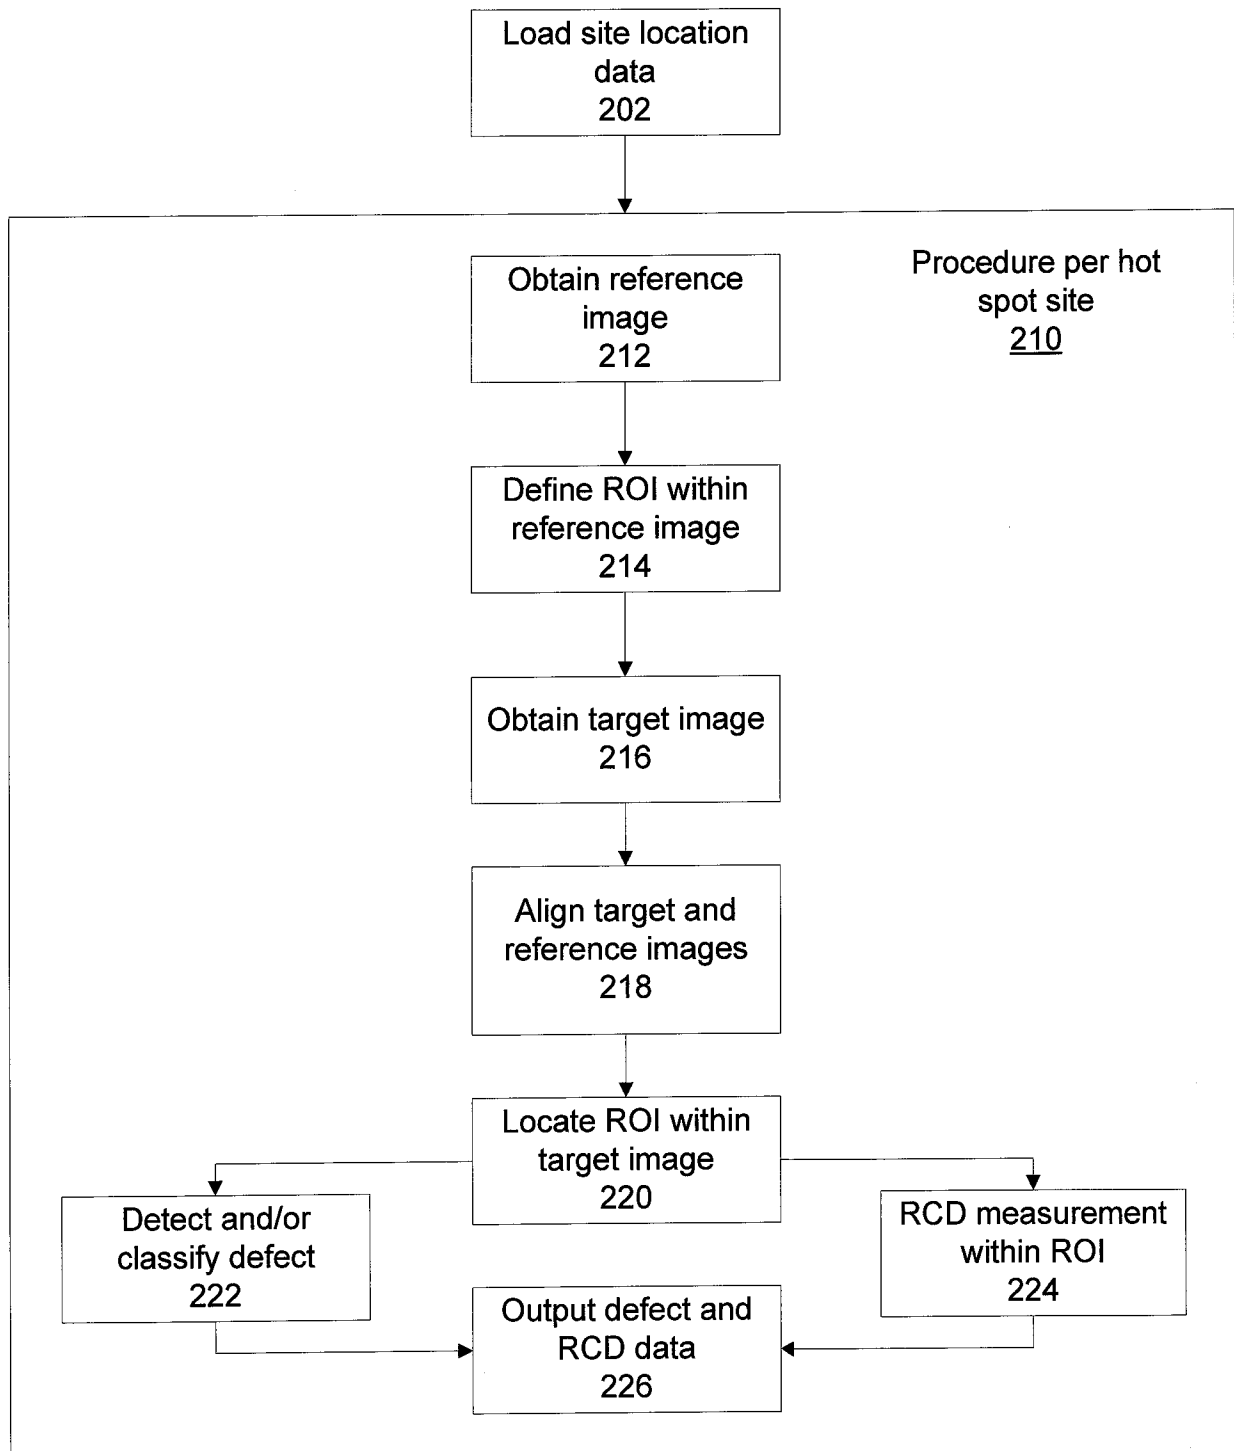 Load site location
data
202
Procedure per hot
spot site
210
Obtain reference
image
212
Define ROI within
reference image
214
Obtain target image
216
Align target and
reference images
218
Locate ROI within
target image
220
Detect and/or
classify defect
222
RCD measurement
within ROI
224
Output defect and
RCD data
226